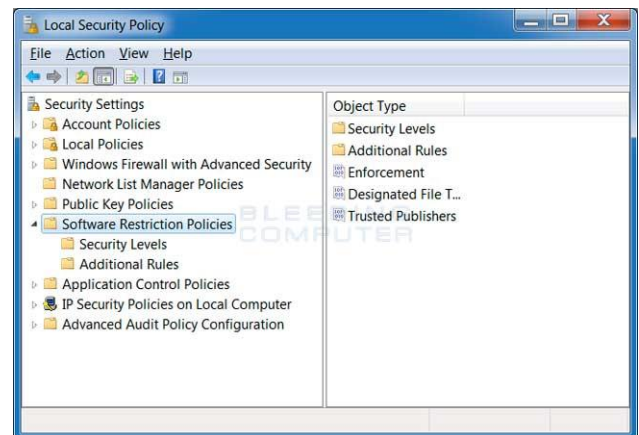 Local Security Policy
File Action View Help
Security Settings
Account Policies
Local Policies
Windows Firewall with Advanced Security
Network List Manager Policies
Public Key Policies
Software Restriction Policies
Security Levels
Additional Rules
Application Control Policies
IP Security Policies on Local Computer
Advanced Audit Policy Configuration
Object Type
Security Levels
Additional Rules
Enforcement
Designated File T...
Trusted Publishers
BLEEPING
COMPUTER